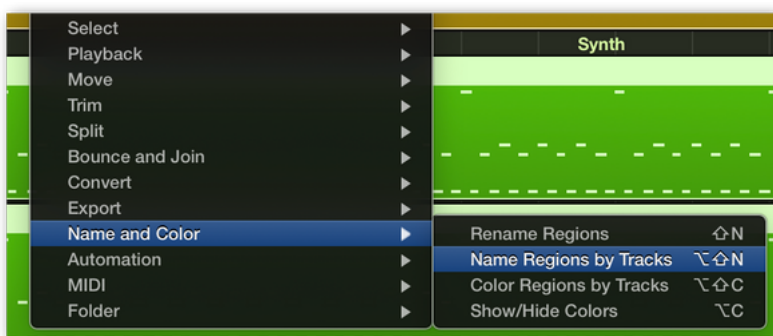 Select
Synth
Playback
Move
Trim
Split
Bounce and Join
Convert
Export
Name and Color
Automation
MIDI
Folder
Rename Regions ⇧N
Name Regions by Tracks ⌥⇧N
Color Regions by Tracks ⌥⇧C
Show/Hide Colors ⌥C